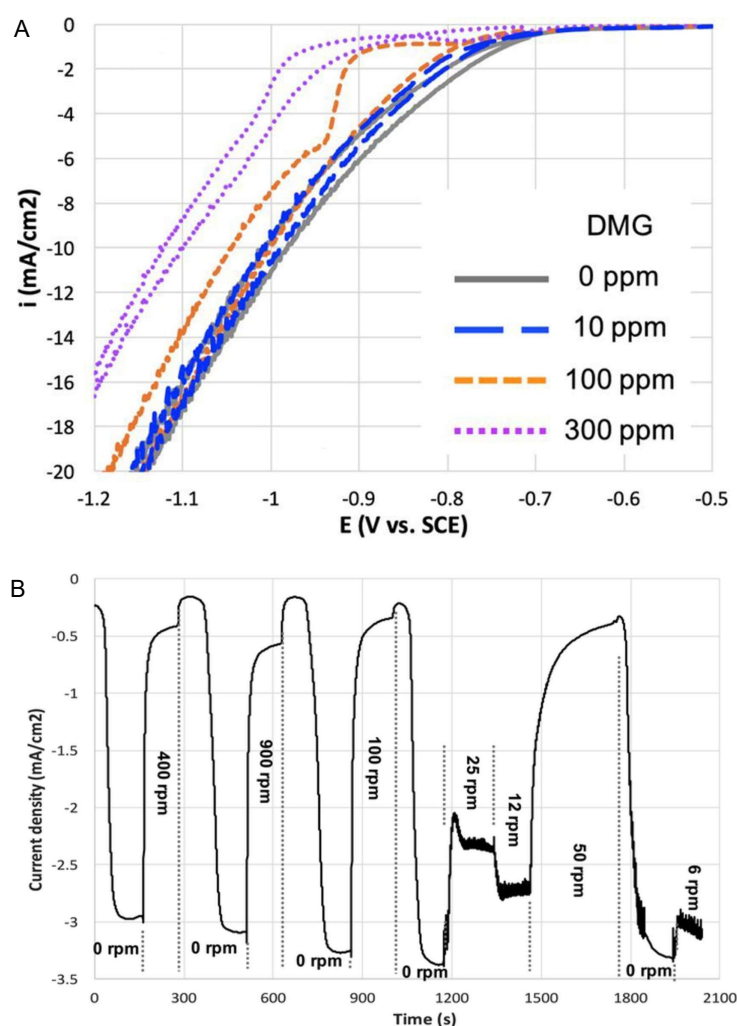 A
0
-2
-4
-6
-8
-10
-12
-14
-16
-18
-20
i (mA/cm2)
DMG
0 ppm
10 ppm
100 ppm
300 ppm
-1.2 -1.1 -1 -0.9 -0.8 -0.7 -0.6 -0.5
E (V vs. SCE)
B
0
-0.5
-1
-1.5
-2
-2.5
-3
-3.5
Current density (mA/cm2)
0 rpm
400 rpm
0 rpm
900 rpm
0 rpm
100 rpm
0 rpm
25 rpm
12 rpm
50 rpm
0 rpm
6 rpm
0 300 600 900 1200 1500 1800 2100
Time (s)